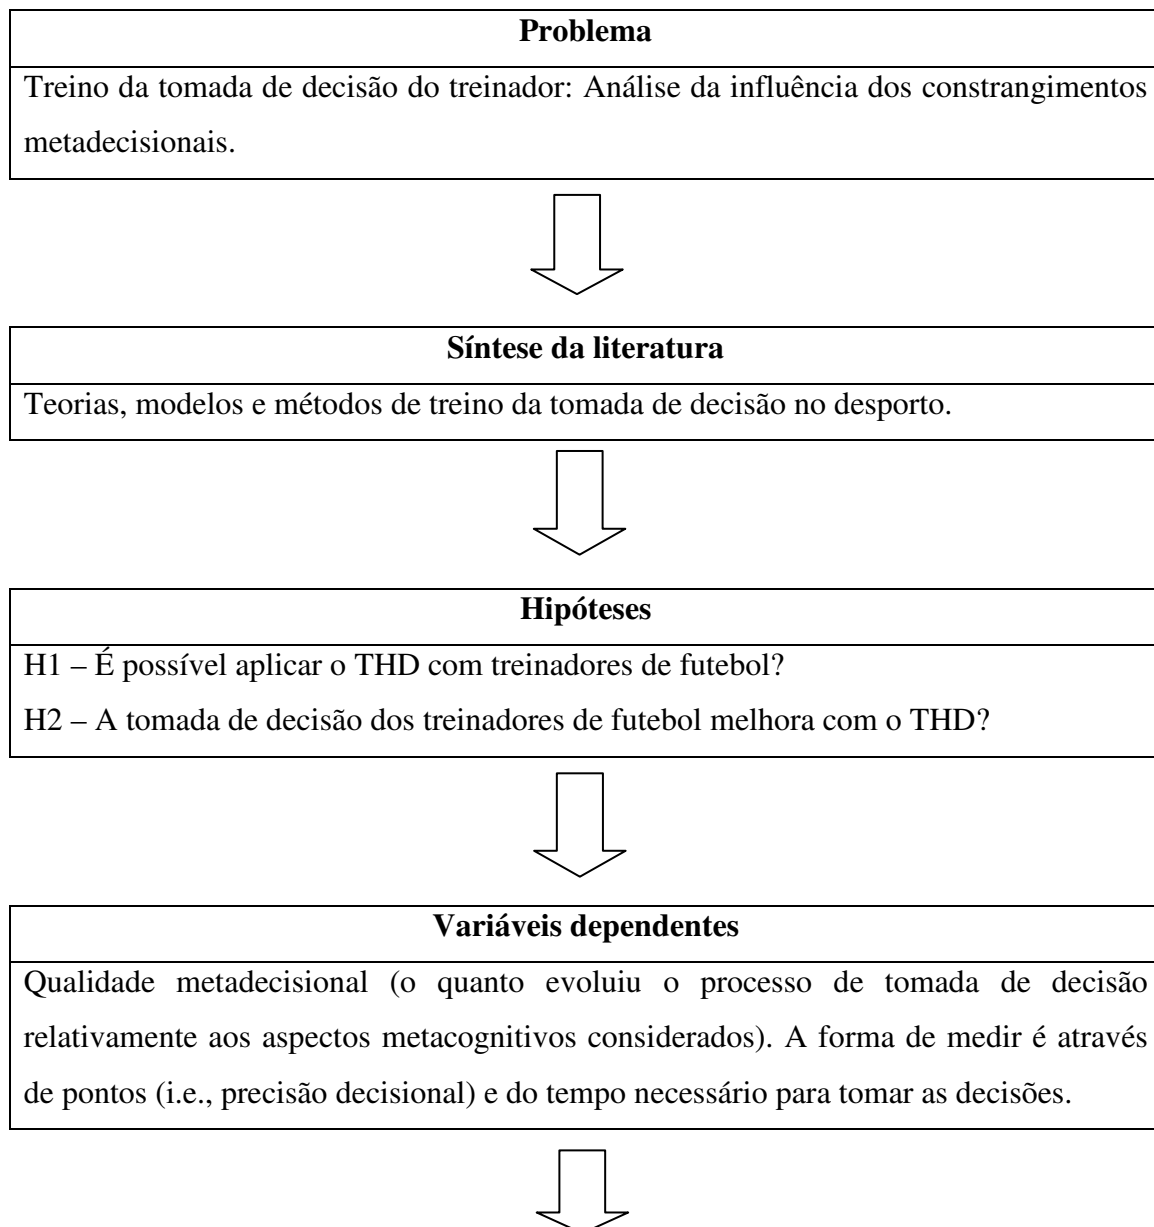 Problema
Treino da tomada de decisão do treinador: Análise da influência dos constrangimentos
metadecisionais.
Síntese da literatura
Teorias, modelos e métodos de treino da tomada de decisão no desporto.
Hipóteses
H1 – É possível aplicar o THD com treinadores de futebol?
H2 – A tomada de decisão dos treinadores de futebol melhora com o THD?
Variáveis dependentes
Qualidade metadecisional (o quanto evoluiu o processo de tomada de decisão
relativamente aos aspectos metacognitivos considerados). A forma de medir é através
de pontos (i.e., precisão decisional) e do tempo necessário para tomar as decisões.